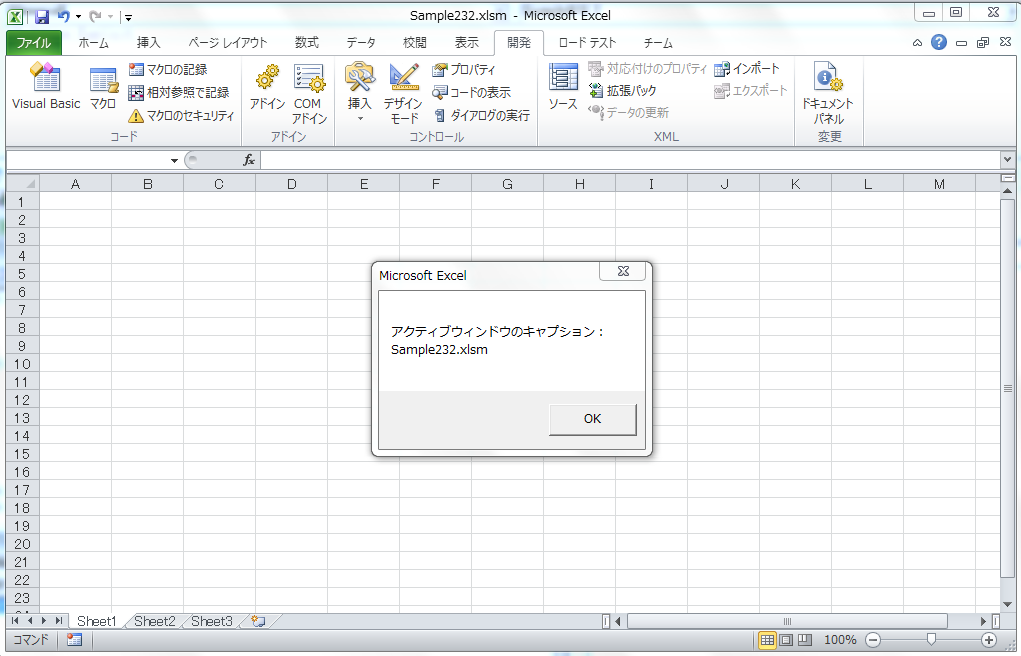 Sample232.xlsm - Microsoft Excel
ファイル ホーム 挿入 ページ レイアウト 数式 データ 校閲 表示 開発 ロード テスト チーム
Visual Basic
マクロ
マクロの記録
相対参照で記録
マクロのセキュリティ
コード
アドイン
COM
アドイン
アドイン
挿入
デザイン
モード
プロパティ
コードの表示
ダイアログの実行
コントロール
ソース
対応付けのプロパティ
拡張パック
データの更新
インポート
エクスポート
XML
ドキュメント
パネル
変更
fx
A B C D E F G H I J K L M
1
2
3
4
5
6
7
8
9
10
11
12
13
14
15
16
17
18
19
20
21
22
23
Microsoft Excel
アクティブウィンドウのキャプション：
Sample232.xlsm
OK
Sheet1 Sheet2 Sheet3
コマンド
100%